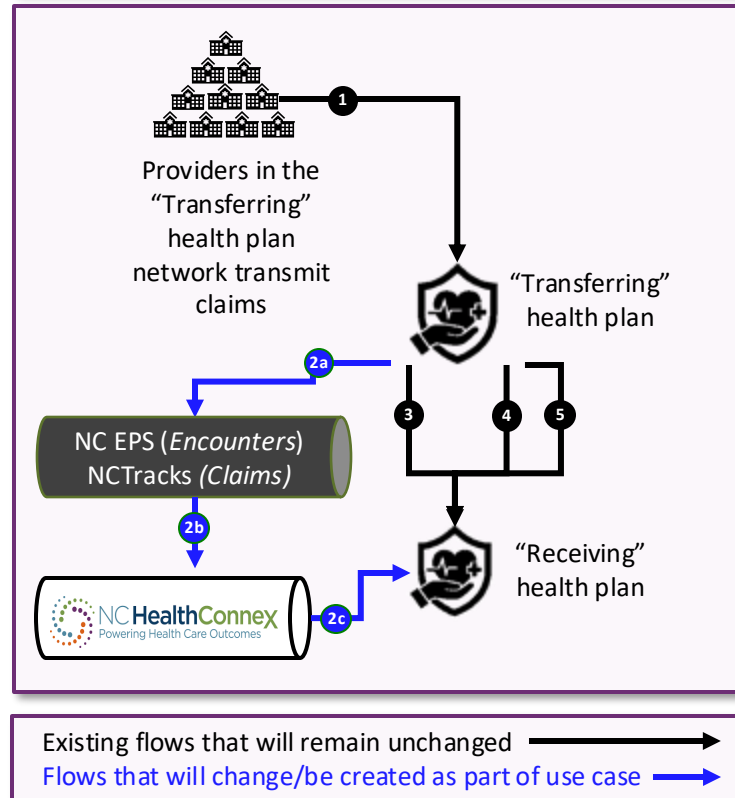 1
Providers in the
“Transferring”
health plan
network transmit
claims
“Transferring”
health plan
2a
3
4
5
NC EPS (Encounters)
NCTracks (Claims)
2b
“Receiving”
health plan
NCHealthConnex
Powering Health Care Outcomes
2c
Existing flows that will remain unchanged
Flows that will change/be created as part of use case